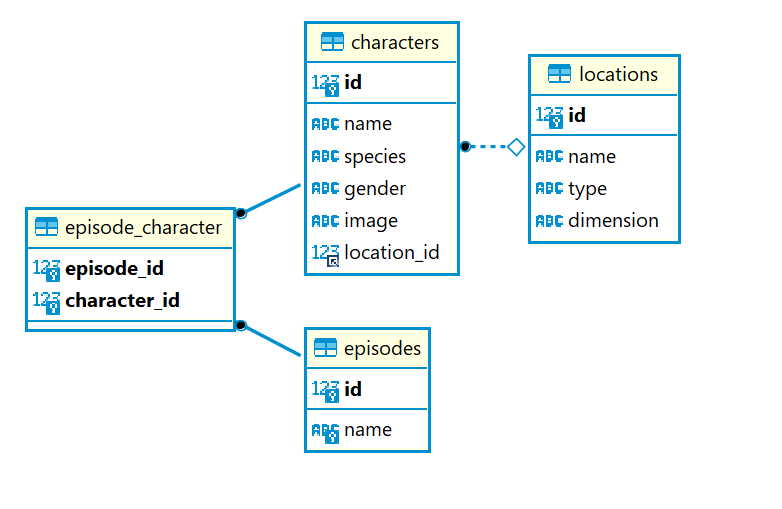 characters
123 id
ABC name
ABC species
ABC gender
ABC image
123 location_id
locations
123 id
ABC name
ABC type
ABC dimension
episode_character
123 episode_id
123 character_id
episodes
123 id
ABC name